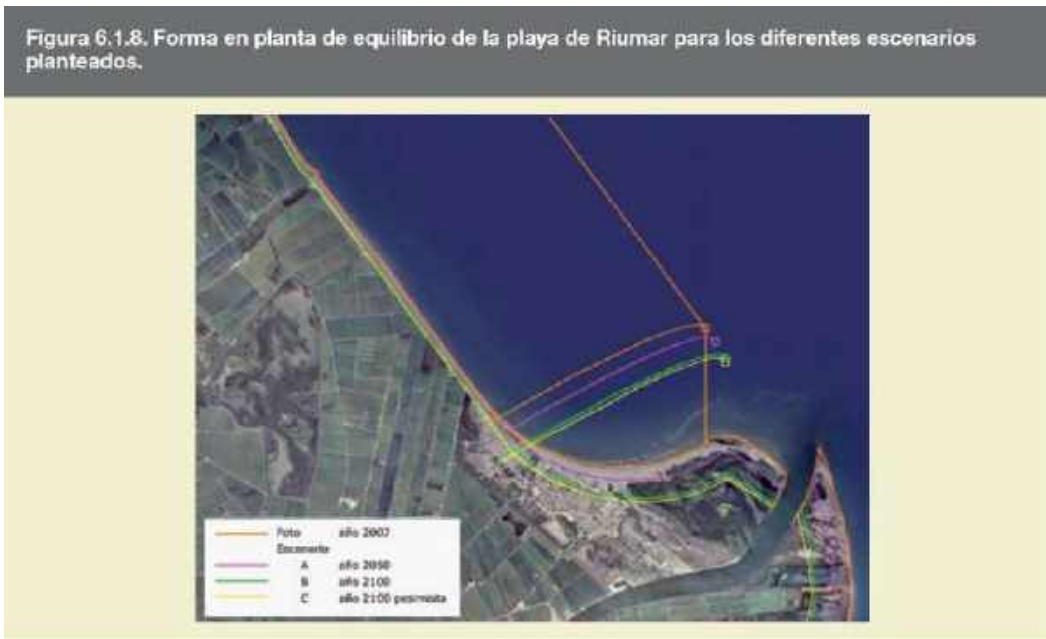 Figura 6.1.8. Forma en planta de equilibrio de la playa de Riumar para los diferentes escenarios
planteados.
Foto año 2007
Escenario
A año 2050
B año 2100
C año 2100 pesimista